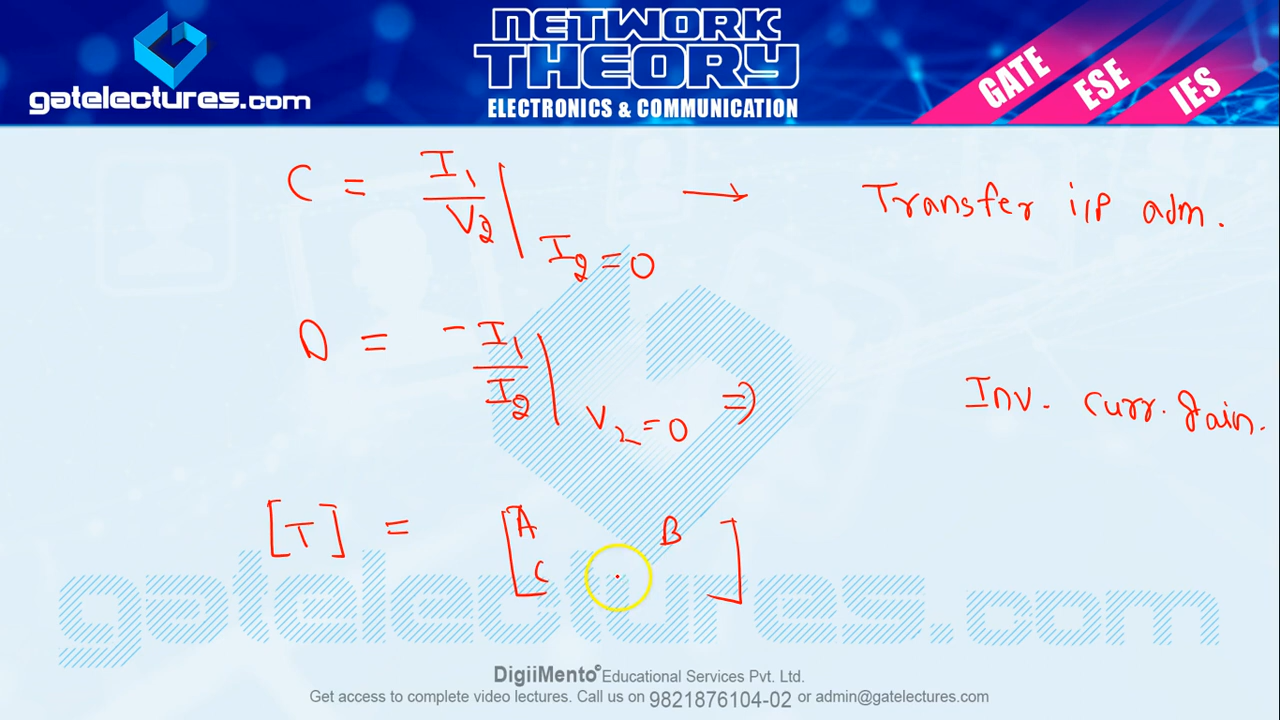 gatelectures.com
NETWORK
THEORY
ELECTRONICS & COMMUNICATION
GATE
ESE
IES
C = I₁/V₂ | I₂=0 → Transfer i/p adm.
D = -I₁/I₂ | V₂=0 ⇒ Inv. curr. gain.
[T] = [A B
C ]
gatelectures.com
DigiiMento© Educational Services Pvt. Ltd.
Get access to complete video lectures. Call us on 9821876104-02 or admin@gatelectures.com